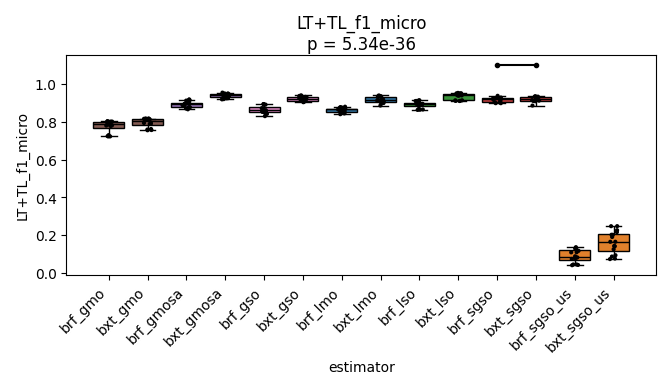 LT+TL_f1_micro
p = 5.34e-36
LT+TL_f1_micro
1.0
0.8
0.6
0.4
0.2
0.0
brf_gmo
bxt_gmo
brf_gmosa
bxt_gmosa
brf_gso
bxt_gso
brf_lmo
bxt_lmo
brf_lso
bxt_lso
brf_sgso
bxt_sgso
brf_sgso_us
bxt_sgso_us
estimator